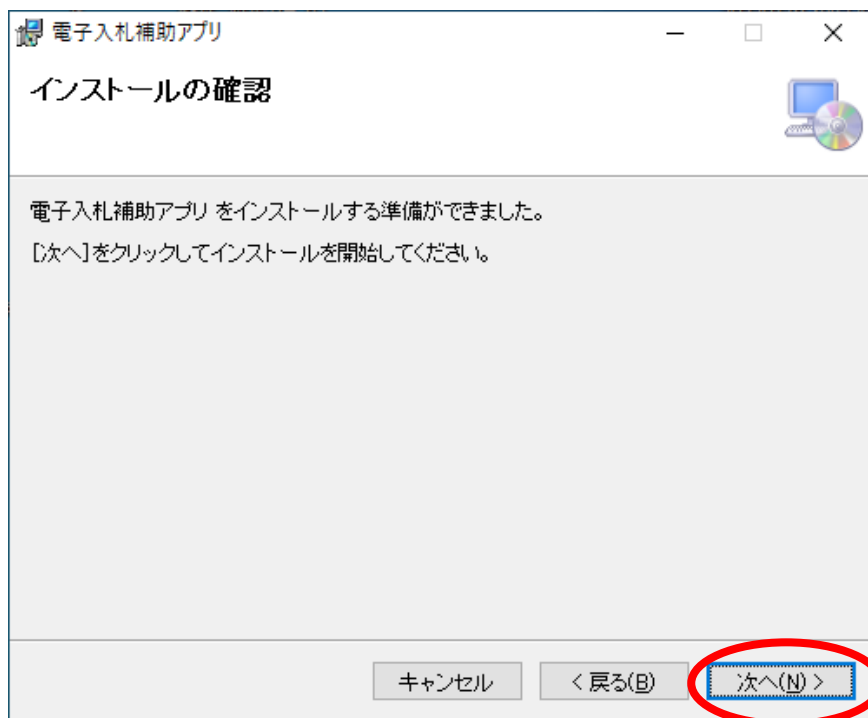 電子入札補助アプリ
インストールの確認
電子入札補助アプリ をインストールする準備ができました。
[次へ]をクリックしてインストールを開始してください。
キャンセル
< 戻る(B)
次へ(N) >